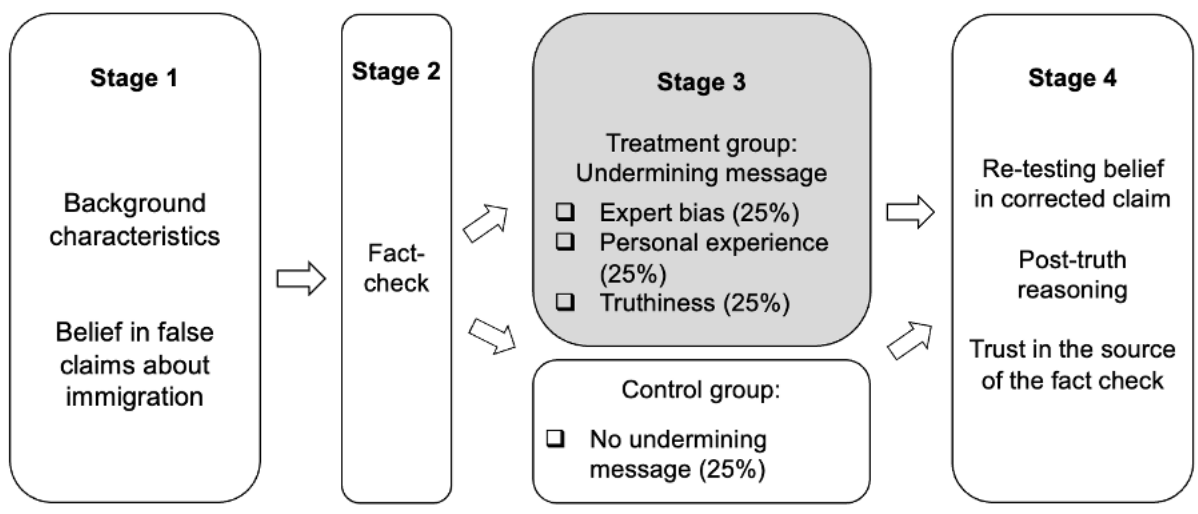 Stage 1
Background
characteristics
Belief in false
claims about
immigration
Stage 2
Fact-
check
Stage 3
Treatment group:
Undermining message
Expert bias (25%)
Personal experience
(25%)
Truthiness (25%)
Control group:
No undermining
message (25%)
Stage 4
Re-testing belief
in corrected claim
Post-truth
reasoning
Trust in the source
of the fact check